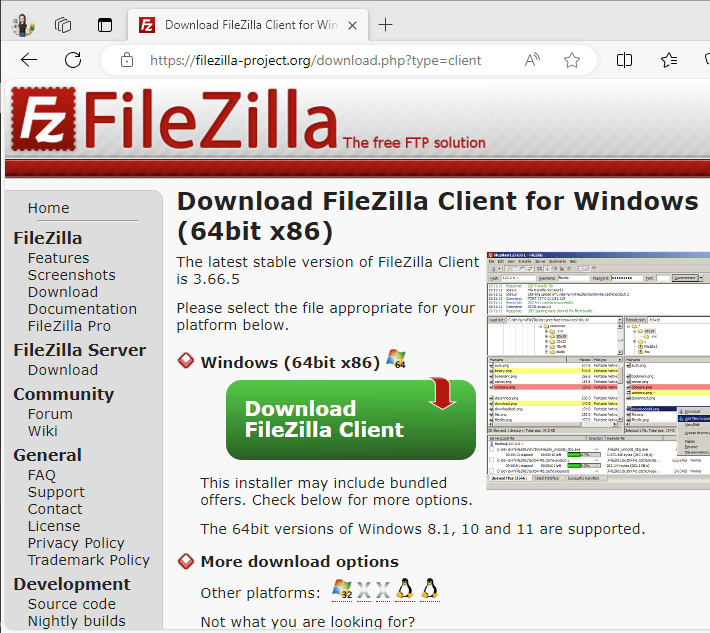 Download FileZilla Client for Win
https://filezilla-project.org/download.php?type=client
FileZilla The free FTP solution
Home
FileZilla
Features
Screenshots
Download
Documentation
FileZilla Pro
FileZilla Server
Download
Community
Forum
Wiki
General
FAQ
Support
Contact
License
Privacy Policy
Trademark Policy
Development
Source code
Nightly builds
Download FileZilla Client for Windows
(64bit x86)
The latest stable version of FileZilla Client
is 3.66.5
Please select the file appropriate for your
platform below.
Windows (64bit x86) 64
Download
FileZilla Client
This installer may include bundled
offers. Check below for more options.
The 64bit versions of Windows 8.1, 10 and 11 are supported.
More download options
Other platforms: 32
Not what you are looking for?